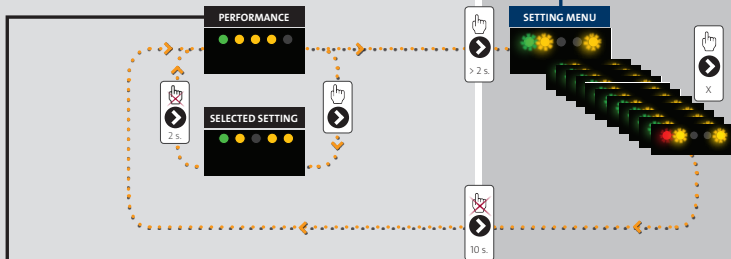 PERFORMANCE
SETTING MENU
> 2 s.
X
SELECTED SETTING
2 s.
10 s.